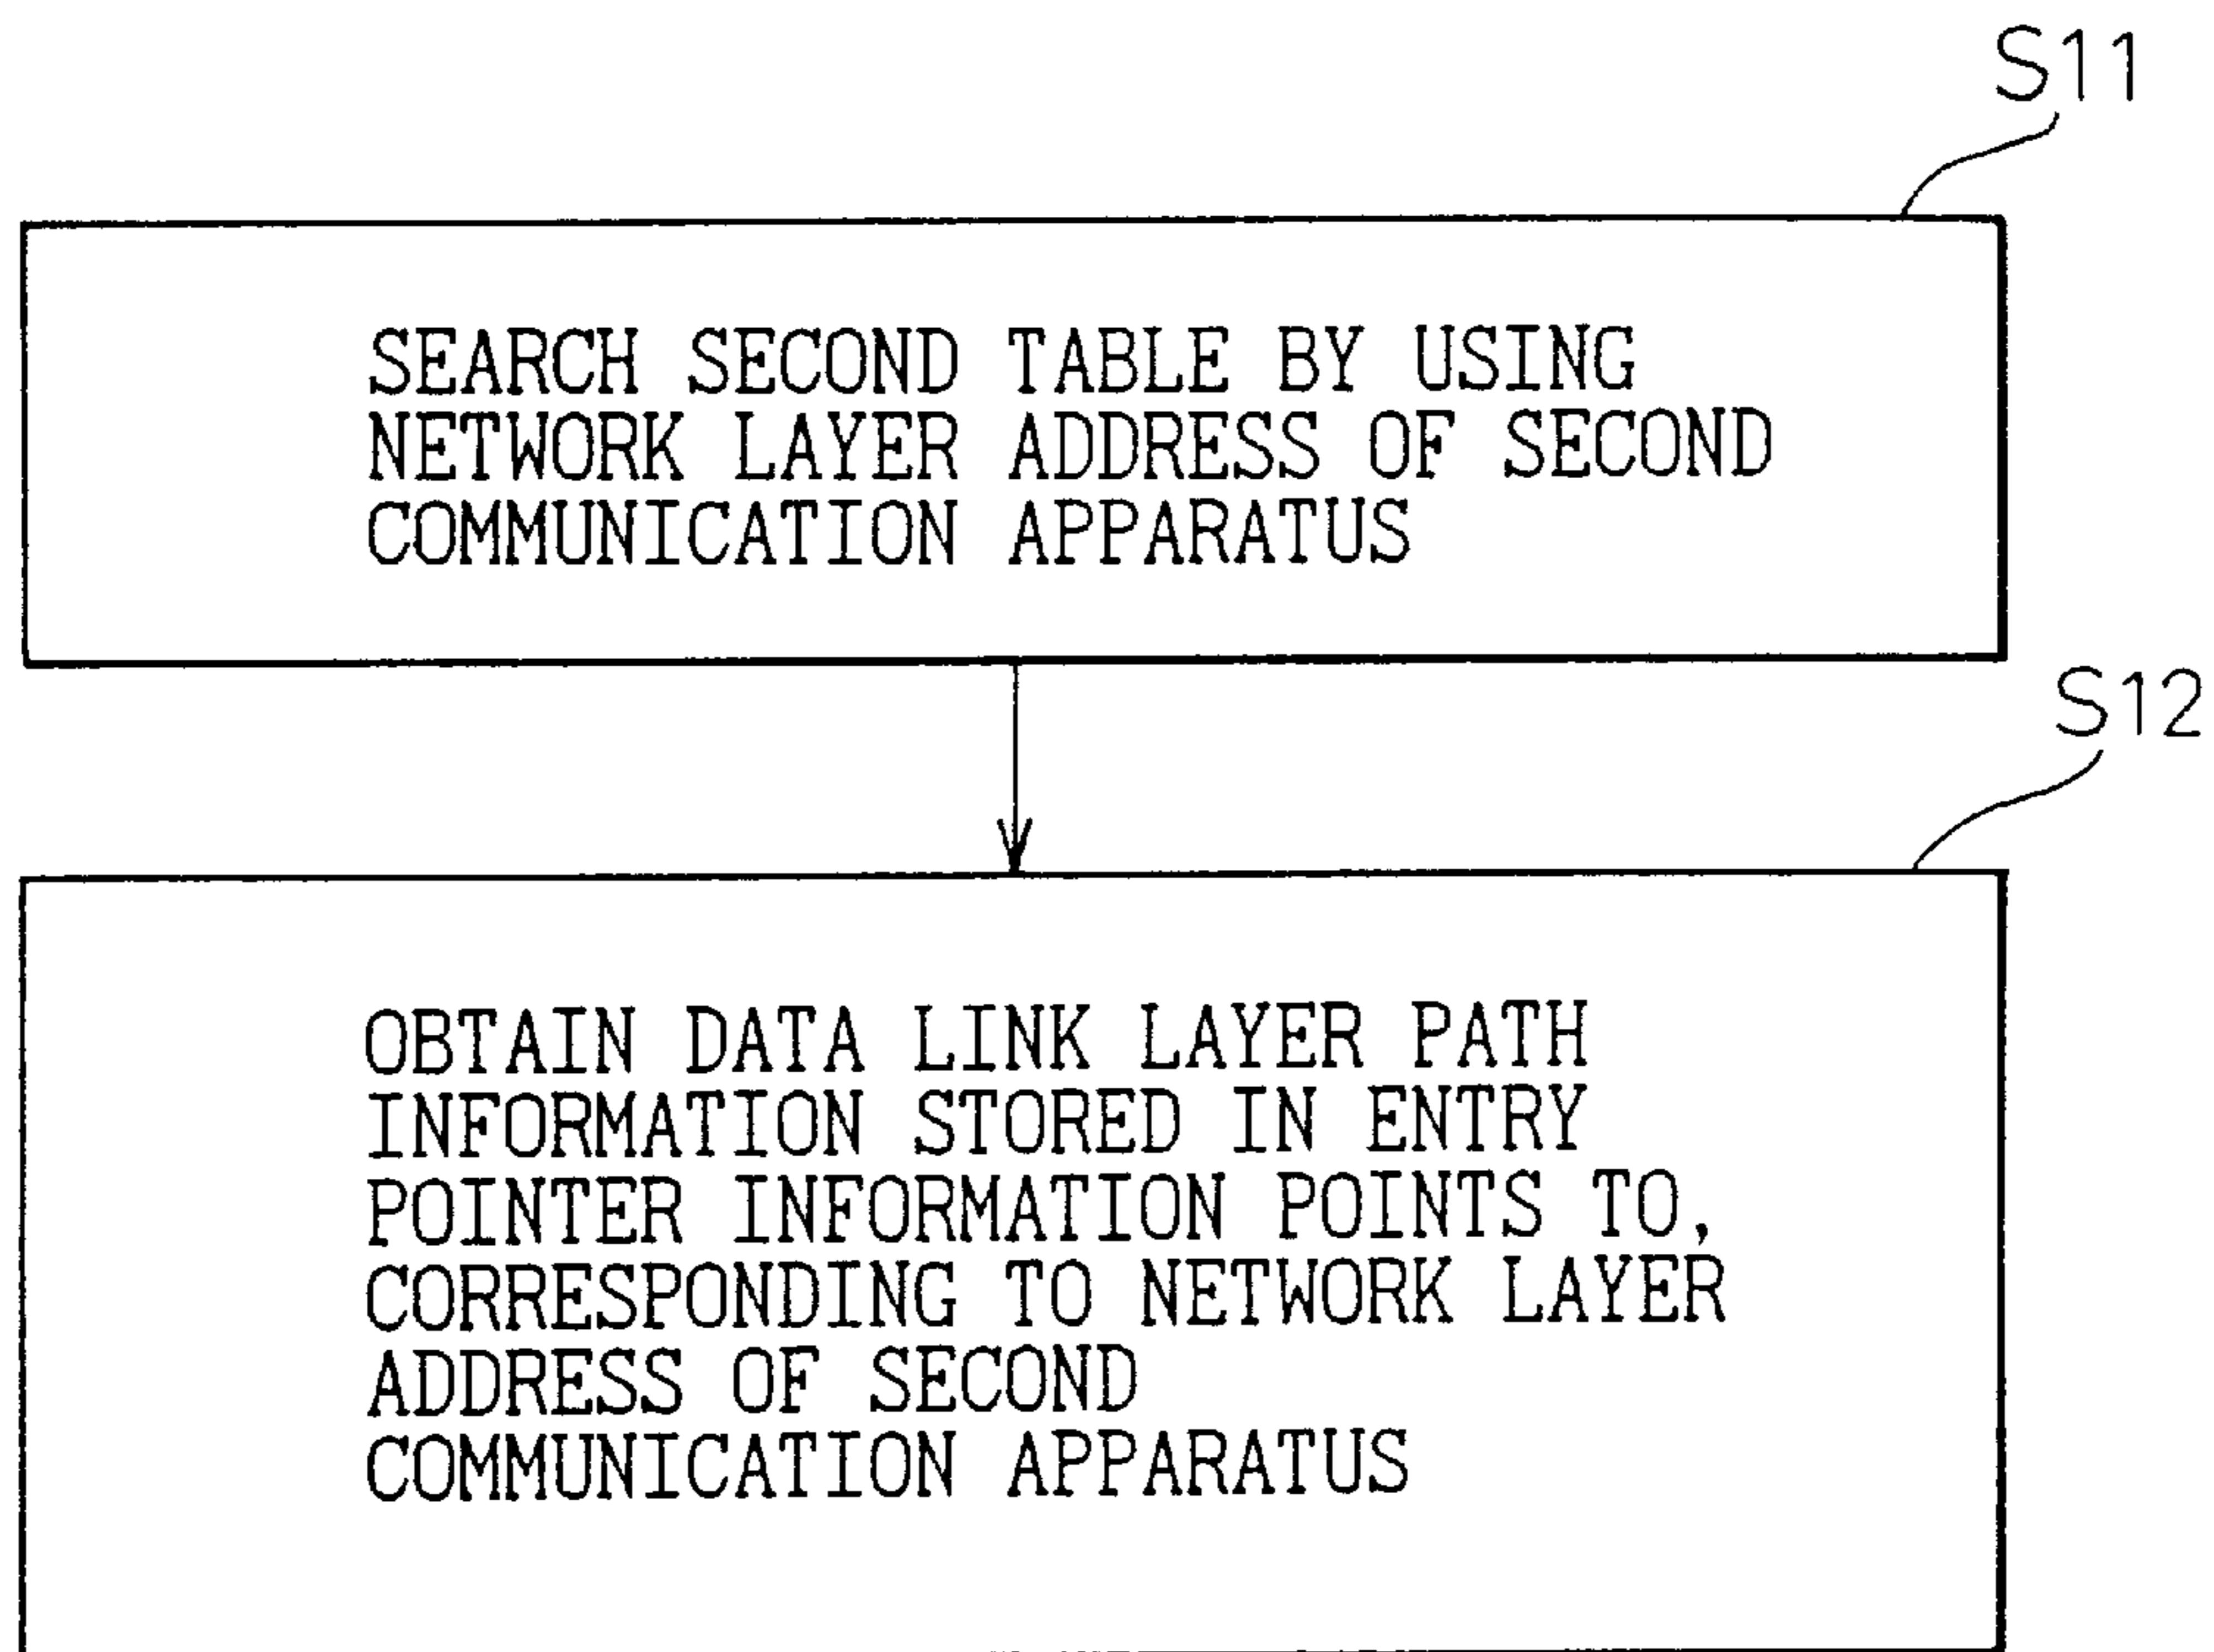 S11
SEARCH SECOND TABLE BY USING
NETWORK LAYER ADDRESS OF SECOND
COMMUNICATION APPARATUS
S12
OBTAIN DATA LINK LAYER PATH
INFORMATION STORED IN ENTRY
POINTER INFORMATION POINTS TO,
CORRESPONDING TO NETWORK LAYER
ADDRESS OF SECOND
COMMUNICATION APPARATUS